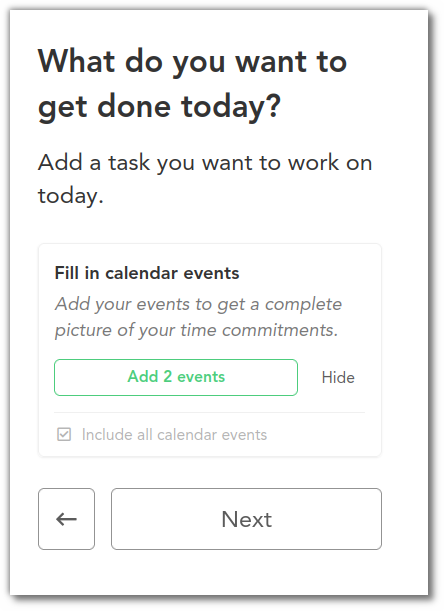 What do you want to
get done today?
Add a task you want to work on
today.
Fill in calendar events
Add your events to get a complete
picture of your time commitments.
Add 2 events
Hide
Include all calendar events
Next